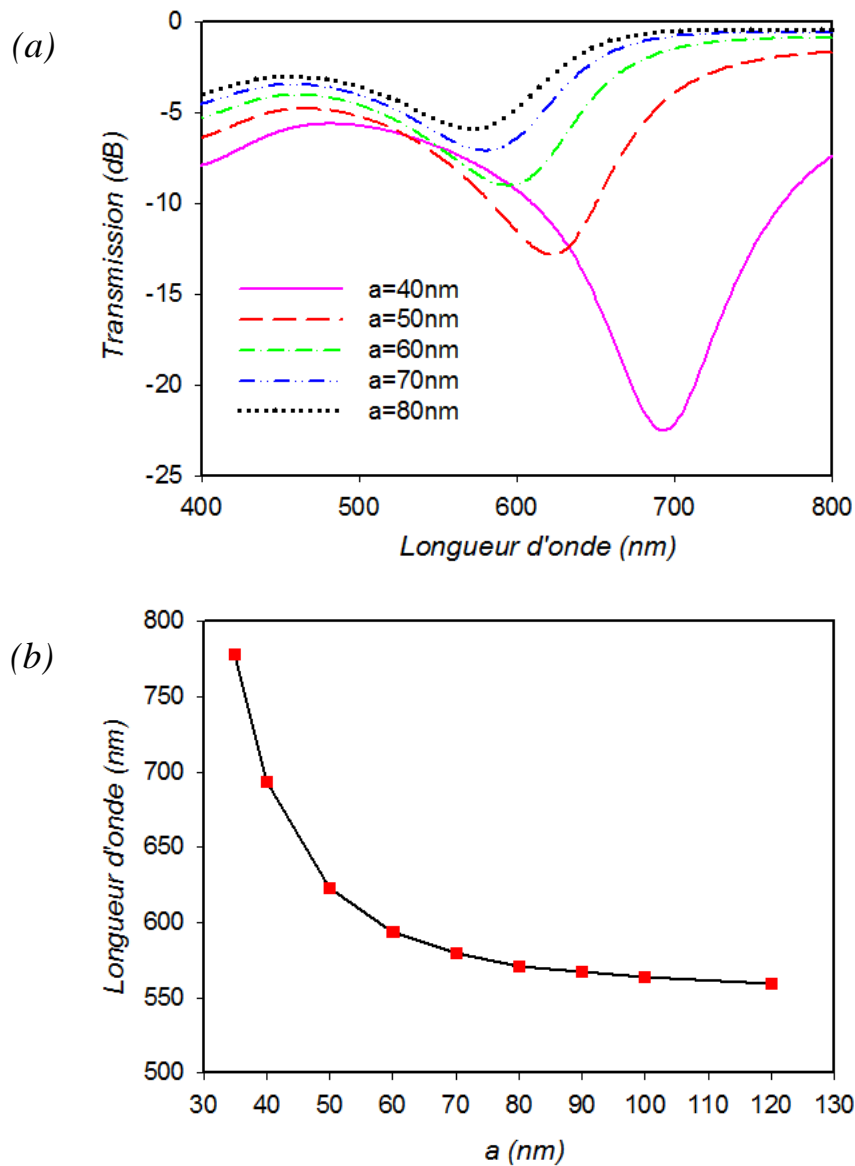 (a)
Transmission (dB)
0
-5
-10
-15
-20
-25
a=40nm
a=50nm
a=60nm
a=70nm
a=80nm
400 500 600 700 800
Longueur d'onde (nm)
(b)
Longueur d'onde (nm)
800
750
700
650
600
550
500
30 40 50 60 70 80 90 100 110 120 130
a (nm)